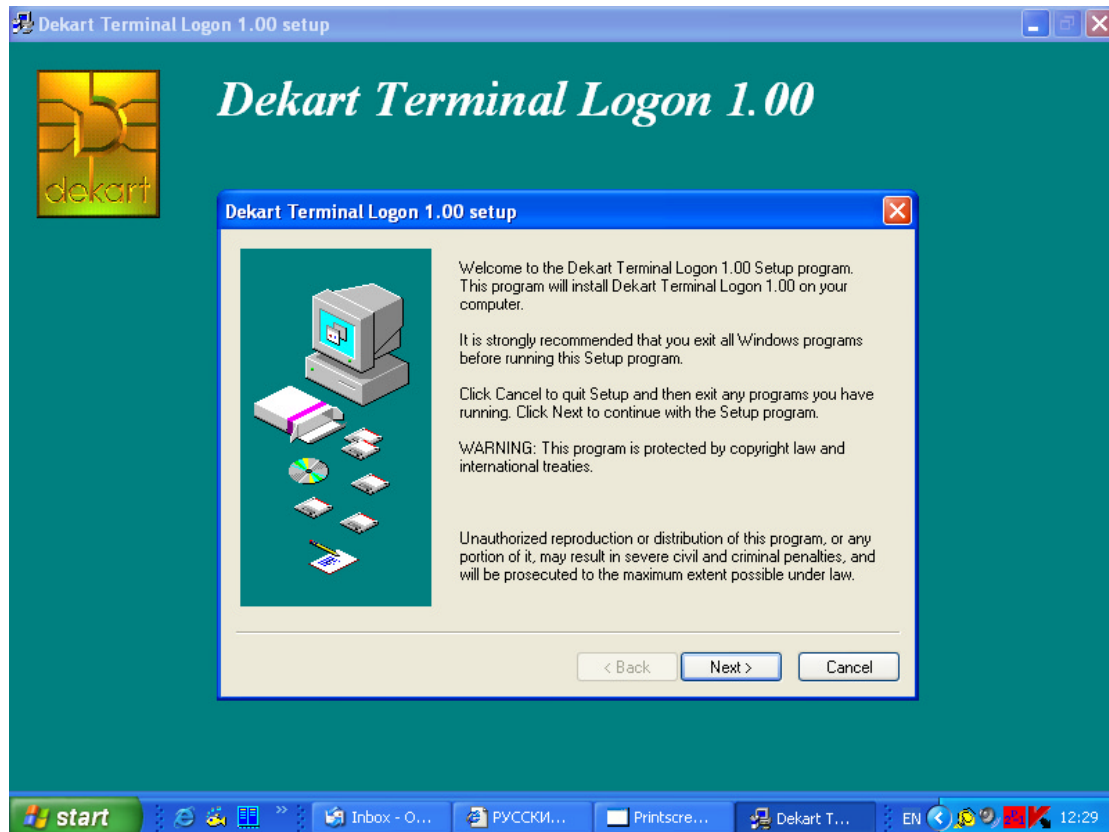 Dekart Terminal Logon 1.00 setup
Dekart Terminal Logon 1.00
dekart
Dekart Terminal Logon 1.00 setup
Welcome to the Dekart Terminal Logon 1.00 Setup program.
This program will install Dekart Terminal Logon 1.00 on your
computer.
It is strongly recommended that you exit all Windows programs
before running this Setup program.
Click Cancel to quit Setup and then exit any programs you have
running. Click Next to continue with the Setup program.
WARNING: This program is protected by copyright law and
international treaties.
Unauthorized reproduction or distribution of this program, or any
portion of it, may result in severe civil and criminal penalties, and
will be prosecuted to the maximum extent possible under law.
< Back Next > Cancel
start » Inbox - O... РУССКИ... Printscre... Dekart T... EN 12:29